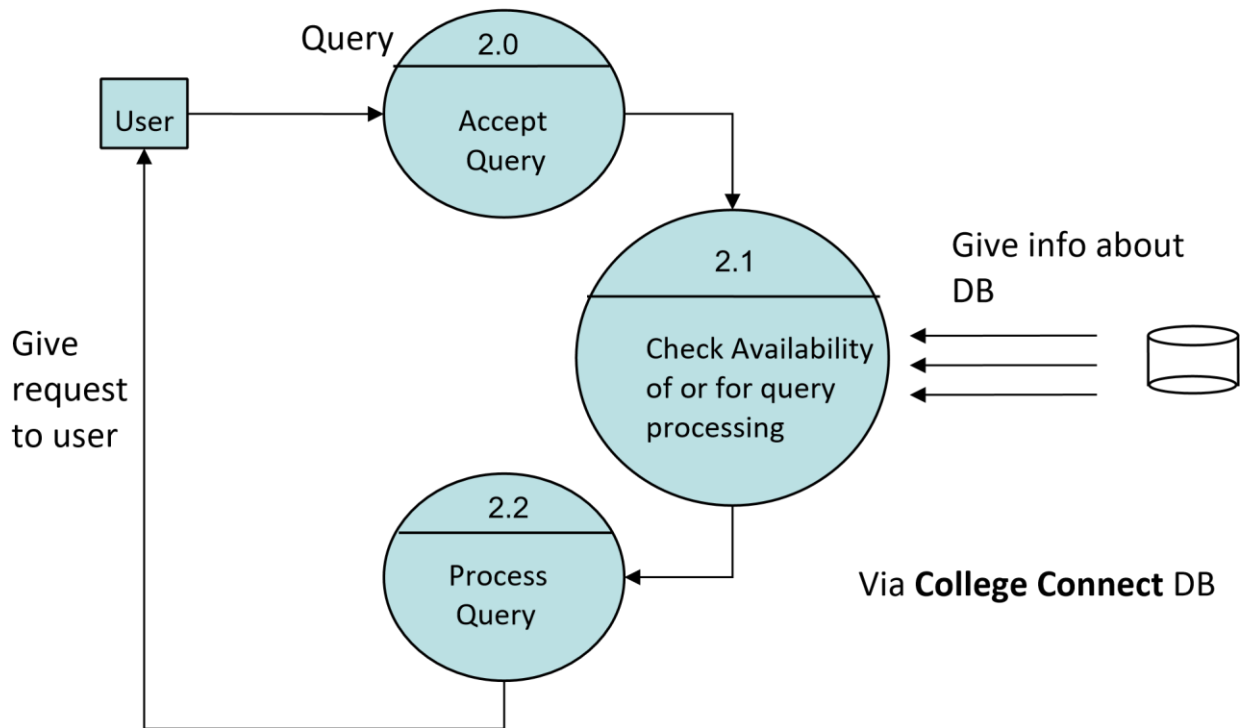 Query
2.0
User
Accept
Query
2.1
Give info about
DB
Check Availability
of or for query
processing
Give
request
to user
2.2
Process
Query
Via College Connect DB